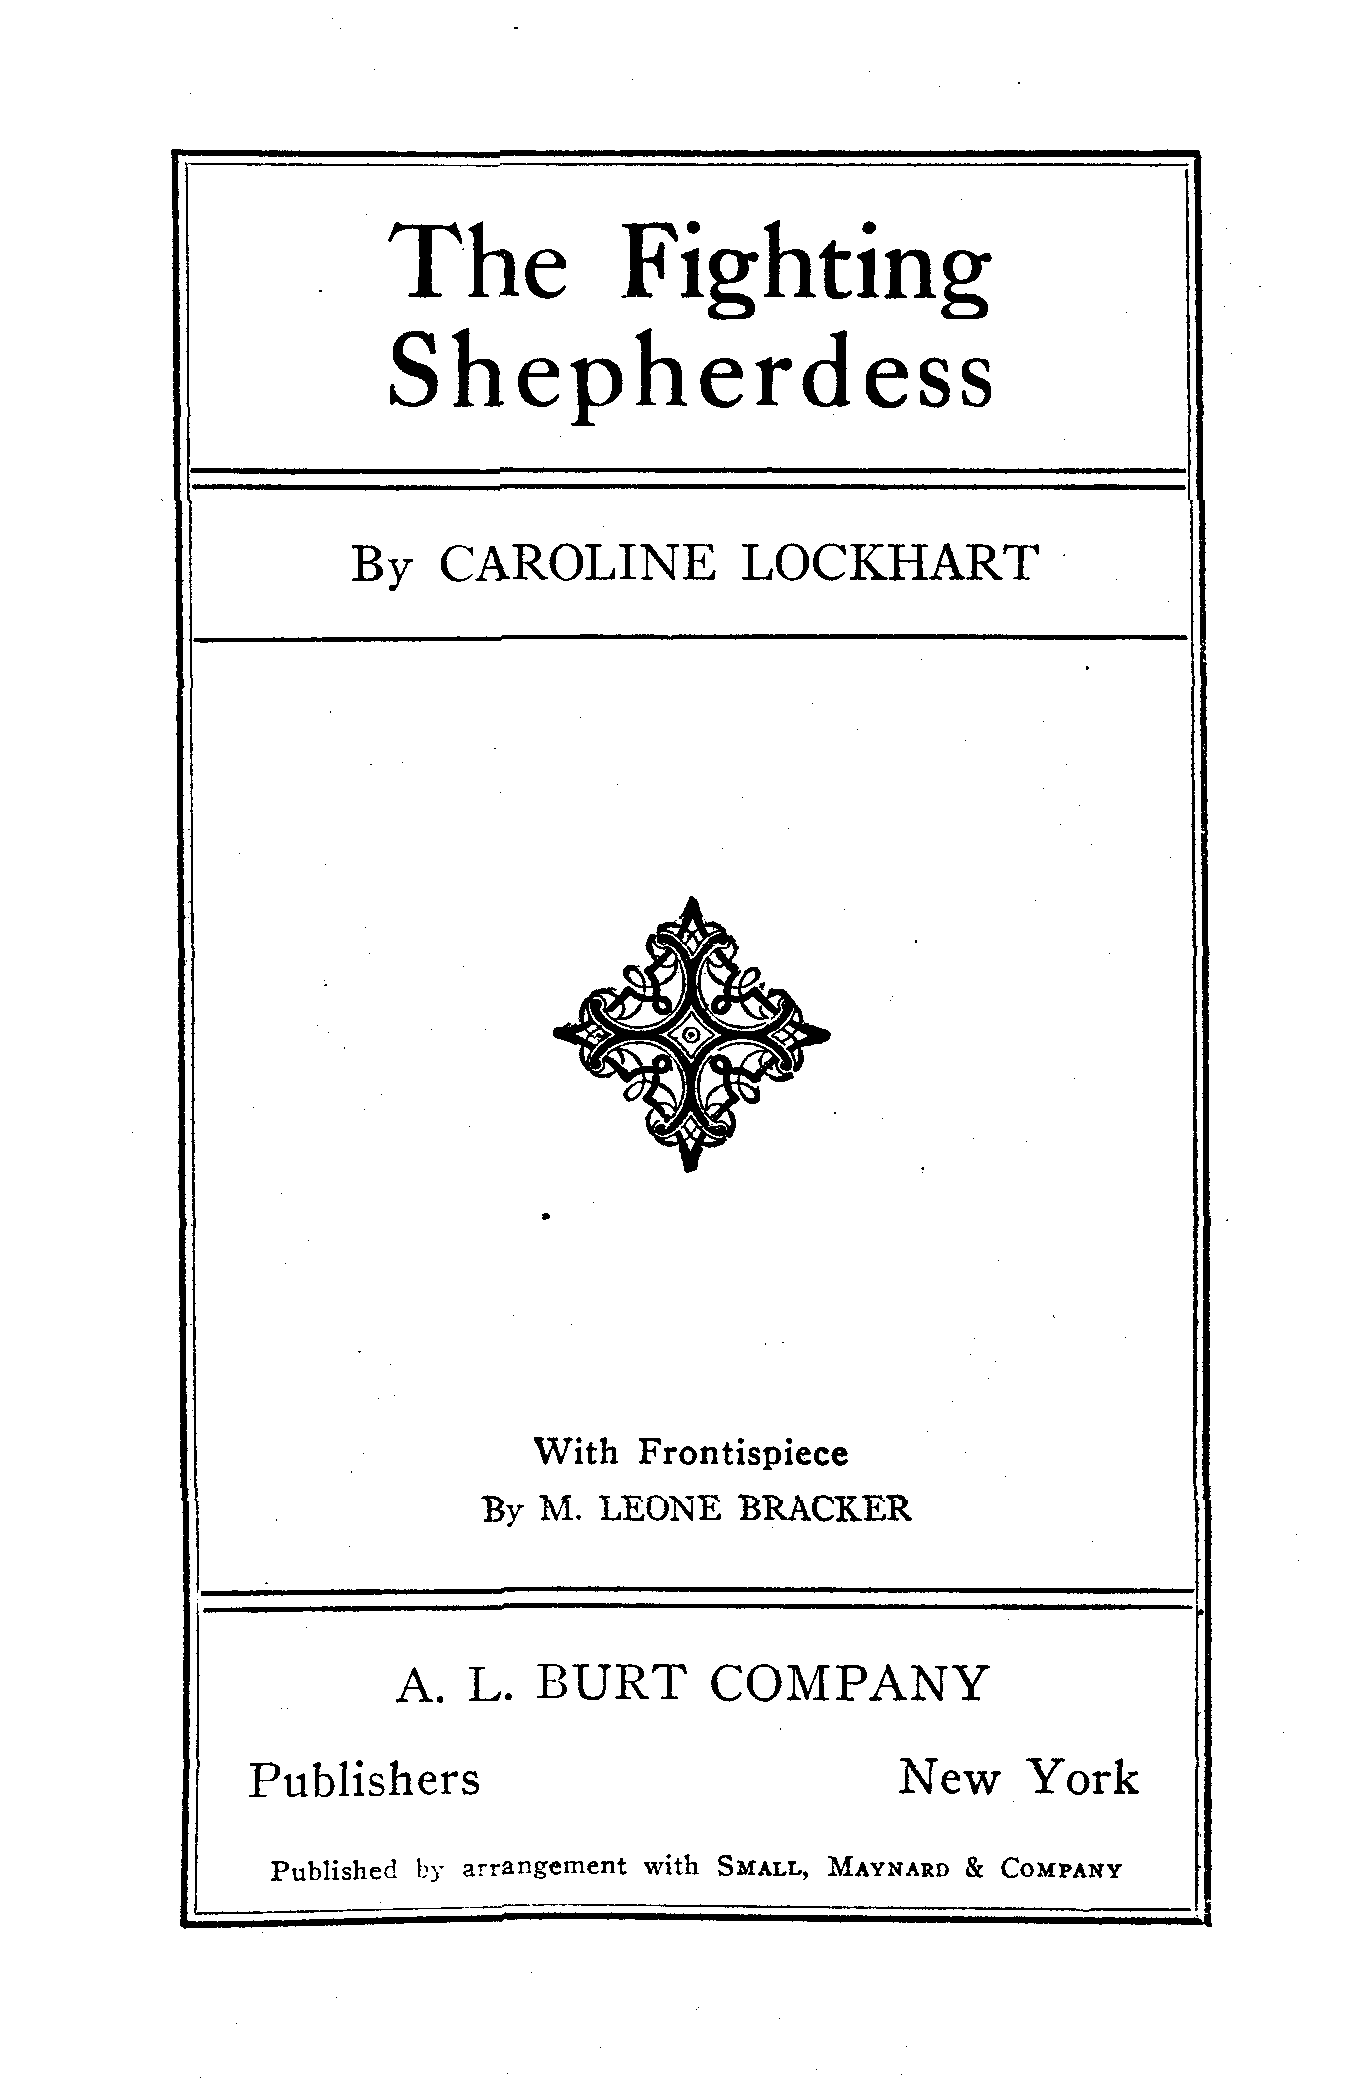 The Fighting
Shepherdess
By CAROLINE LOCKHART
With Frontispiece
By M. LEONE BRACKER
A. L. BURT COMPANY
Publishers New York
Published by arrangement with SMALL, MAYNARD & COMPANY